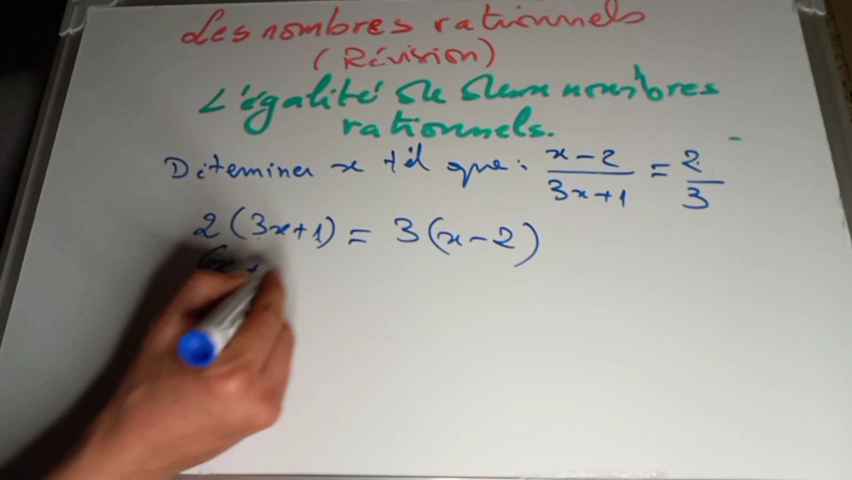 Les nombres rationnels
(Révision)
L'égalité de deux nombres
rationnels.
Déterminer x tel que : (x-2)/(3x+1) = 2/3
2(3x+1) = 3(x-2)
6x+